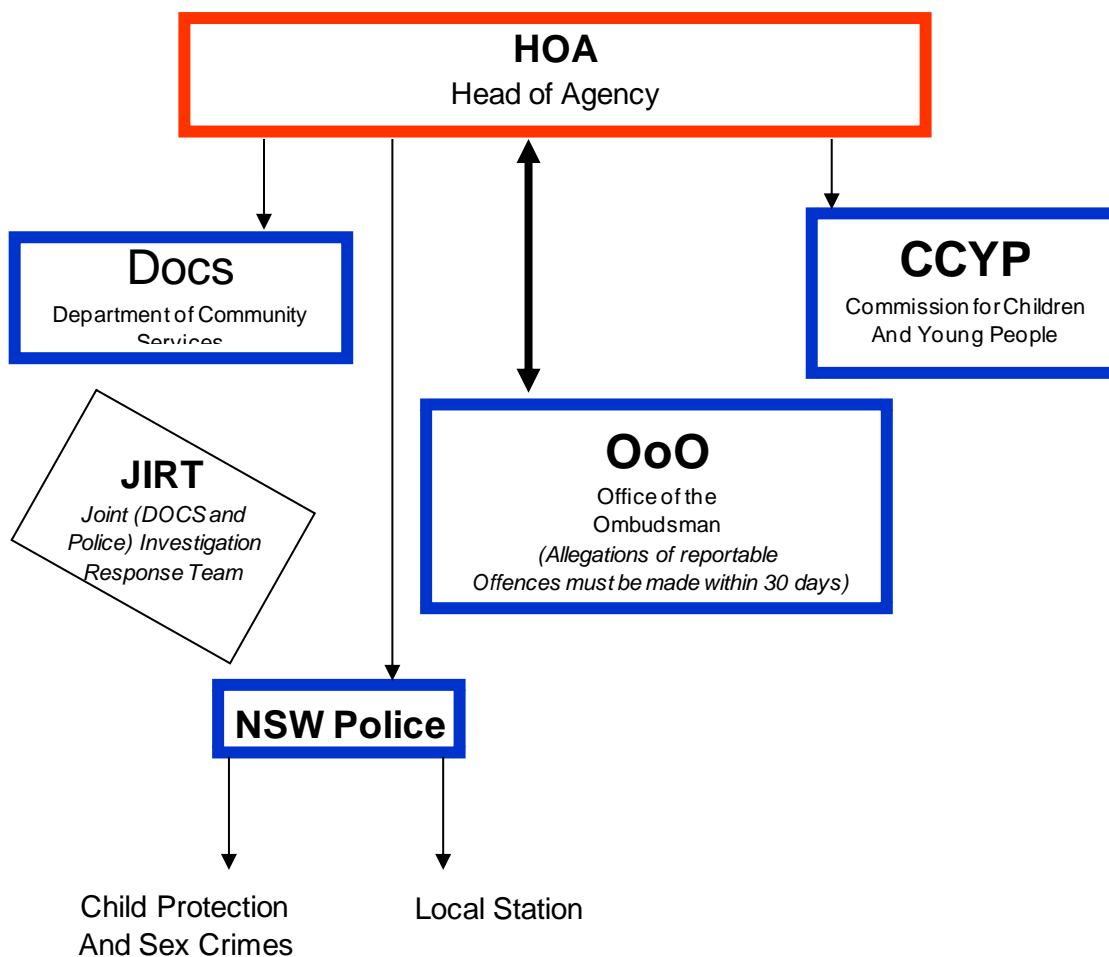 HOA
Head of Agency
Docs
Department of Community
Services
CCYP
Commission for Children
And Young People
JIRT
Joint (DOCS and
Police) Investigation
Response Team
OoO
Office of the
Ombudsman
(Allegations of reportable
Offences must be made within 30 days)
NSW Police
Child Protection
And Sex Crimes
Local Station